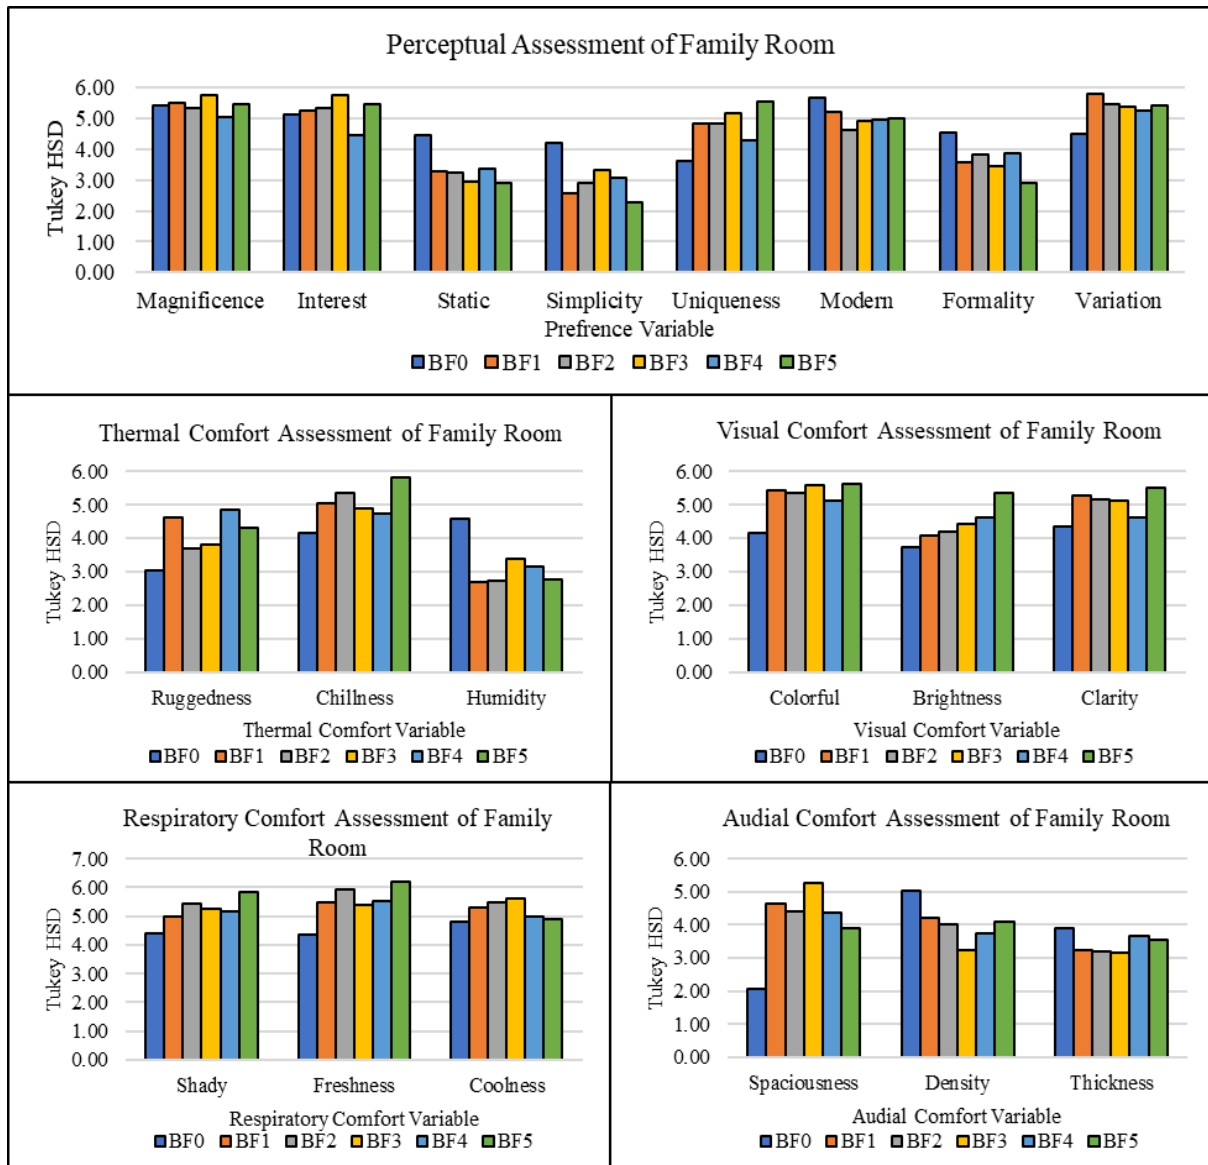 Perceptual Assessment of Family Room
6.00
5.00
4.00
3.00
2.00
1.00
0.00
Tukey HSD
Magnificence Interest Static Simplicity Uniqueness Modern Formality Variation
Prefrence Variable
BF0 BF1 BF2 BF3 BF4 BF5
Thermal Comfort Assessment of Family Room
6.00
5.00
4.00
3.00
2.00
1.00
0.00
Tukey HSD
Ruggedness Chillness Humidity
Thermal Comfort Variable
BF0 BF1 BF2 BF3 BF4 BF5
Visual Comfort Assessment of Family Room
6.00
5.00
4.00
3.00
2.00
1.00
0.00
Tukey HSD
Colorful Brightness Clarity
Visual Comfort Variable
BF0 BF1 BF2 BF3 BF4 BF5
Respiratory Comfort Assessment of Family
Room
7.00
6.00
5.00
4.00
3.00
2.00
1.00
0.00
Tukey HSD
Shady Freshness Coolness
Respiratory Comfort Variable
BF0 BF1 BF2 BF3 BF4 BF5
Audial Comfort Assessment of Family Room
6.00
5.00
4.00
3.00
2.00
1.00
0.00
Tukey HSD
Spaciousness Density Thickness
Audial Comfort Variable
BF0 BF1 BF2 BF3 BF4 BF5